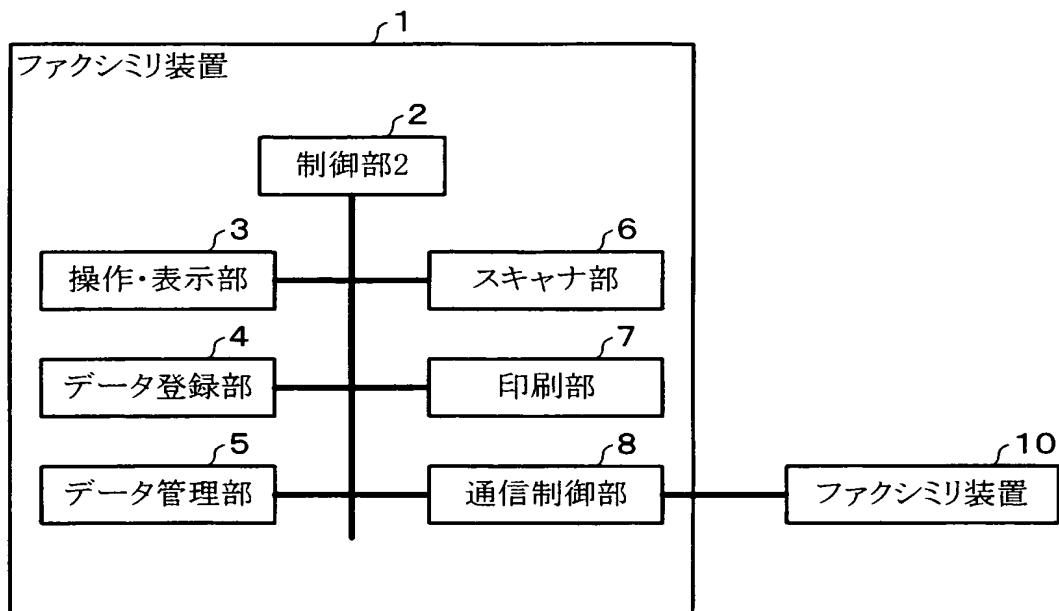 1
ファクシミリ装置
2
制御部2
3
操作・表示部
6
スキャナ部
4
データ登録部
7
印刷部
5
データ管理部
8
通信制御部
10
ファクシミリ装置